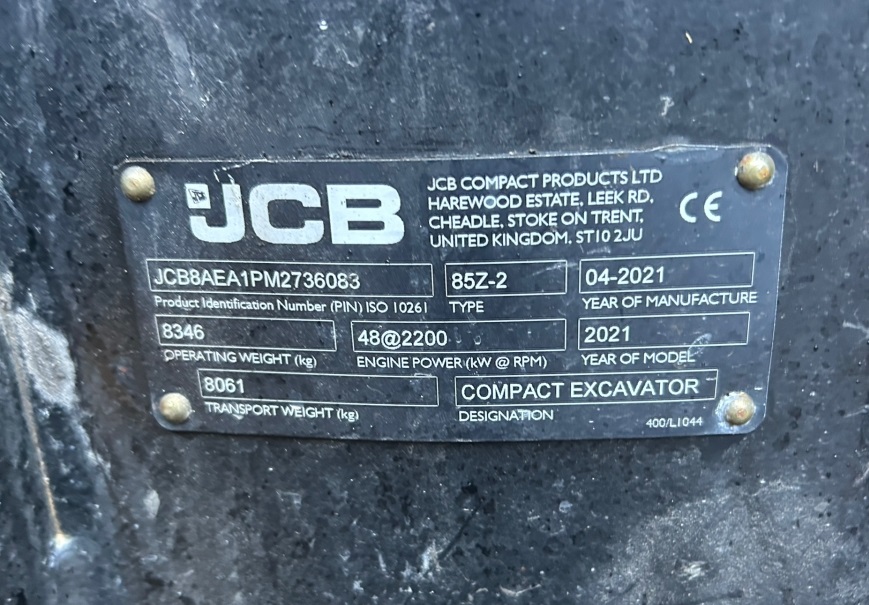 JCB
JCB COMPACT PRODUCTS LTD
HAREWOOD ESTATE, LEEK RD,
CHEADLE, STOKE ON TRENT,
UNITED KINGDOM. ST10 2JU
CE
JCB8AEA1PM2736083
85Z-2
04-2021
Product Identification Number (PIN) ISO 10261
TYPE
YEAR OF MANUFACTURE
8346
48@2200
2021
OPERATING WEIGHT (kg)
ENGINE POWER (kW @ RPM)
YEAR OF MODEL
8061
COMPACT EXCAVATOR
TRANSPORT WEIGHT (kg)
DESIGNATION
400/L1044